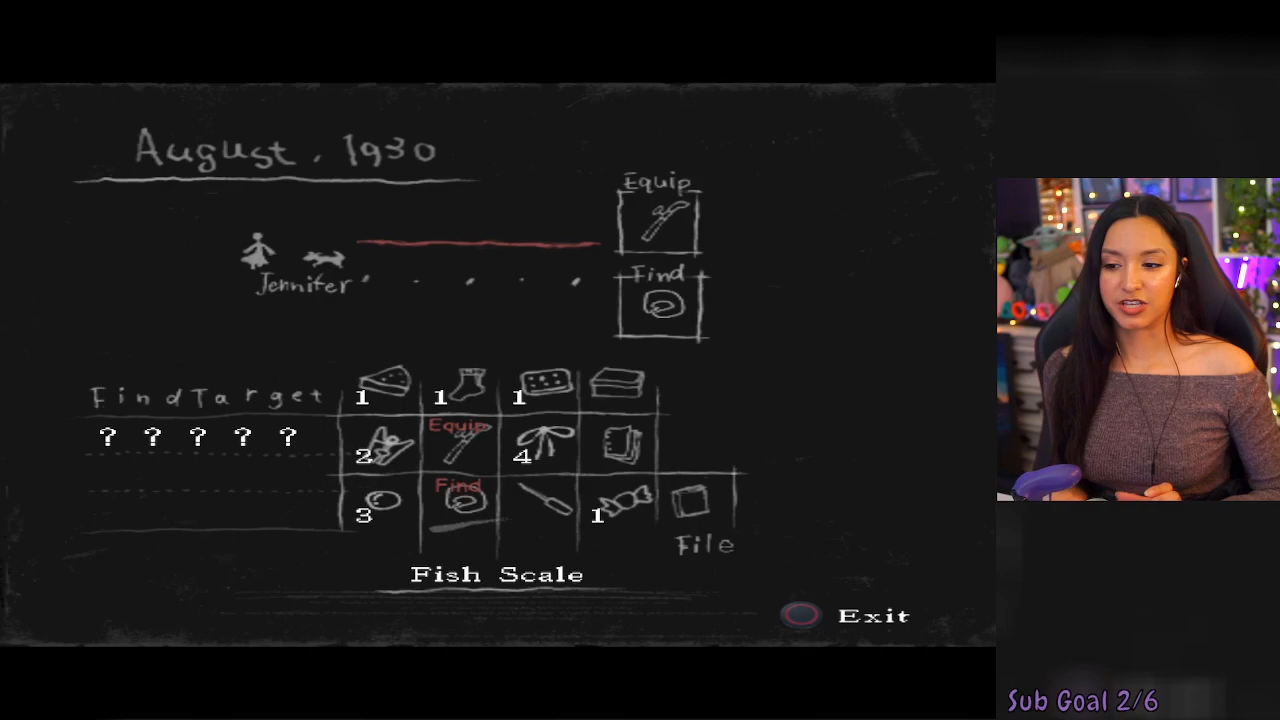 August, 1930
Equip
Find
Jennifer
FindTarget
1
1
1
? ? ? ? ?
2
Equip
4
3
Find
1
File
Fish Scale
Exit
Sub Goal 2/6